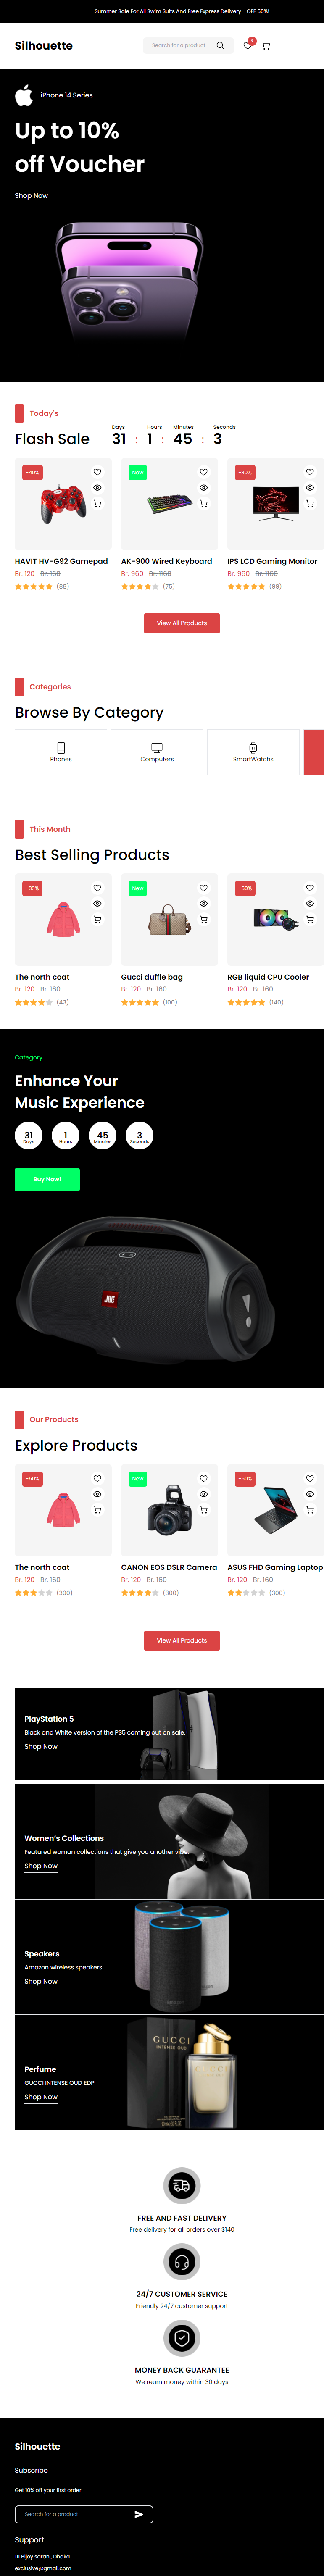 Summer Sale For All Swim Suits And Free Express Delivery - OFF 50%!
Silhouette
Search for a product
iPhone 14 Series
Up to 10%
off Voucher
Shop Now
Today's
Flash Sale
Days Hours Minutes Seconds
31 : 1 : 45 : 3
-40% New -30%
HAVIT HV-G92 Gamepad
Br. 120 Br. 160
(88)
AK-900 Wired Keyboard
Br. 960 Br. 1160
(75)
IPS LCD Gaming Monitor
Br. 960 Br. 1160
(99)
View All Products
Categories
Browse By Category
Phones Computers SmartWatchs
This Month
Best Selling Products
-33% New -50%
The north coat
Br. 120 Br. 160
(43)
Gucci duffle bag
Br. 120 Br. 160
(100)
RGB liquid CPU Cooler
Br. 120 Br. 160
(140)
Category
Enhance Your
Music Experience
31 1 45 3
Days Hours Minutes Seconds
Buy Now!
JBL
Our Products
Explore Products
-50% New -50%
The north coat
Br. 120 Br. 160
(300)
CANON EOS DSLR Camera
Br. 120 Br. 160
(300)
ASUS FHD Gaming Laptop
Br. 120 Br. 160
(300)
View All Products
PlayStation 5
Black and White version of the PS5 coming out on sale.
Shop Now
Women's Collections
Featured woman collections that give you another vibe.
Shop Now
Speakers
Amazon wireless speakers
Shop Now
Perfume
GUCCI INTENSE OUD EDP
Shop Now
GUCCI
INTENSE OUD
FREE AND FAST DELIVERY
Free delivery for all orders over $140
24/7 CUSTOMER SERVICE
Friendly 24/7 customer support
MONEY BACK GUARANTEE
We reurn money within 30 days
Silhouette
Subscribe
Get 10% off your first order
Search for a product
Support
111 Bijoy sarani, Dhaka
exclusive@gmail.com